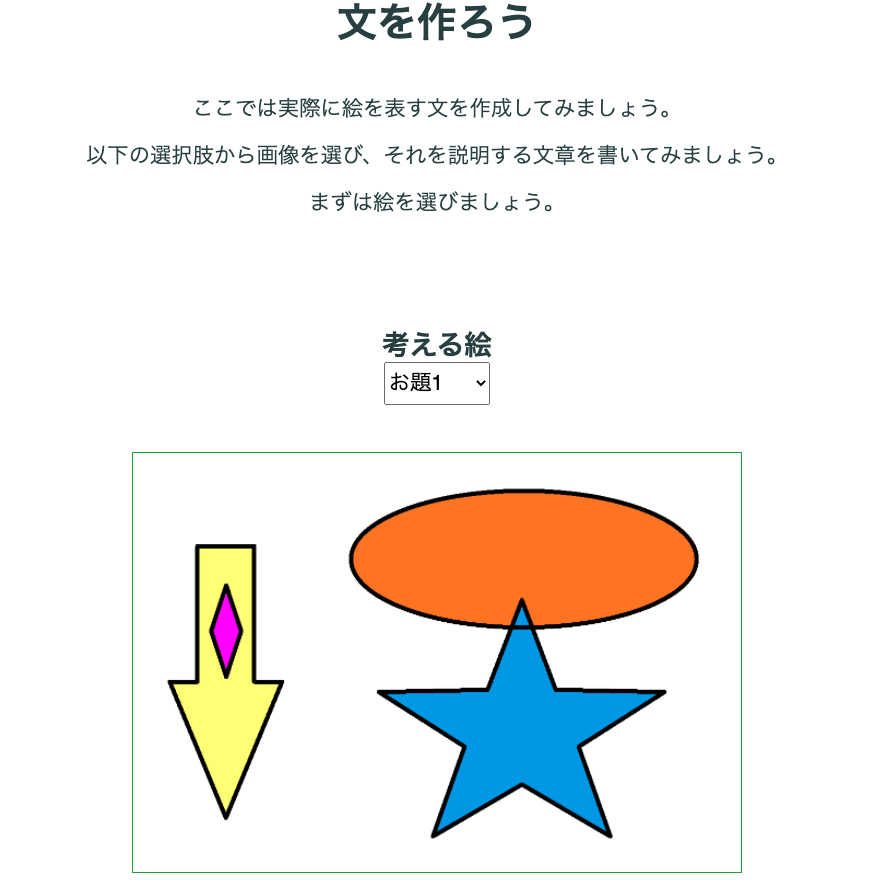 文を作ろう
ここでは実際に絵を表す文を作成してみましょう。
以下の選択肢から画像を選び、それを説明する文章を書いてみましょう。
まずは絵を選びましょう。
考える絵
お題1